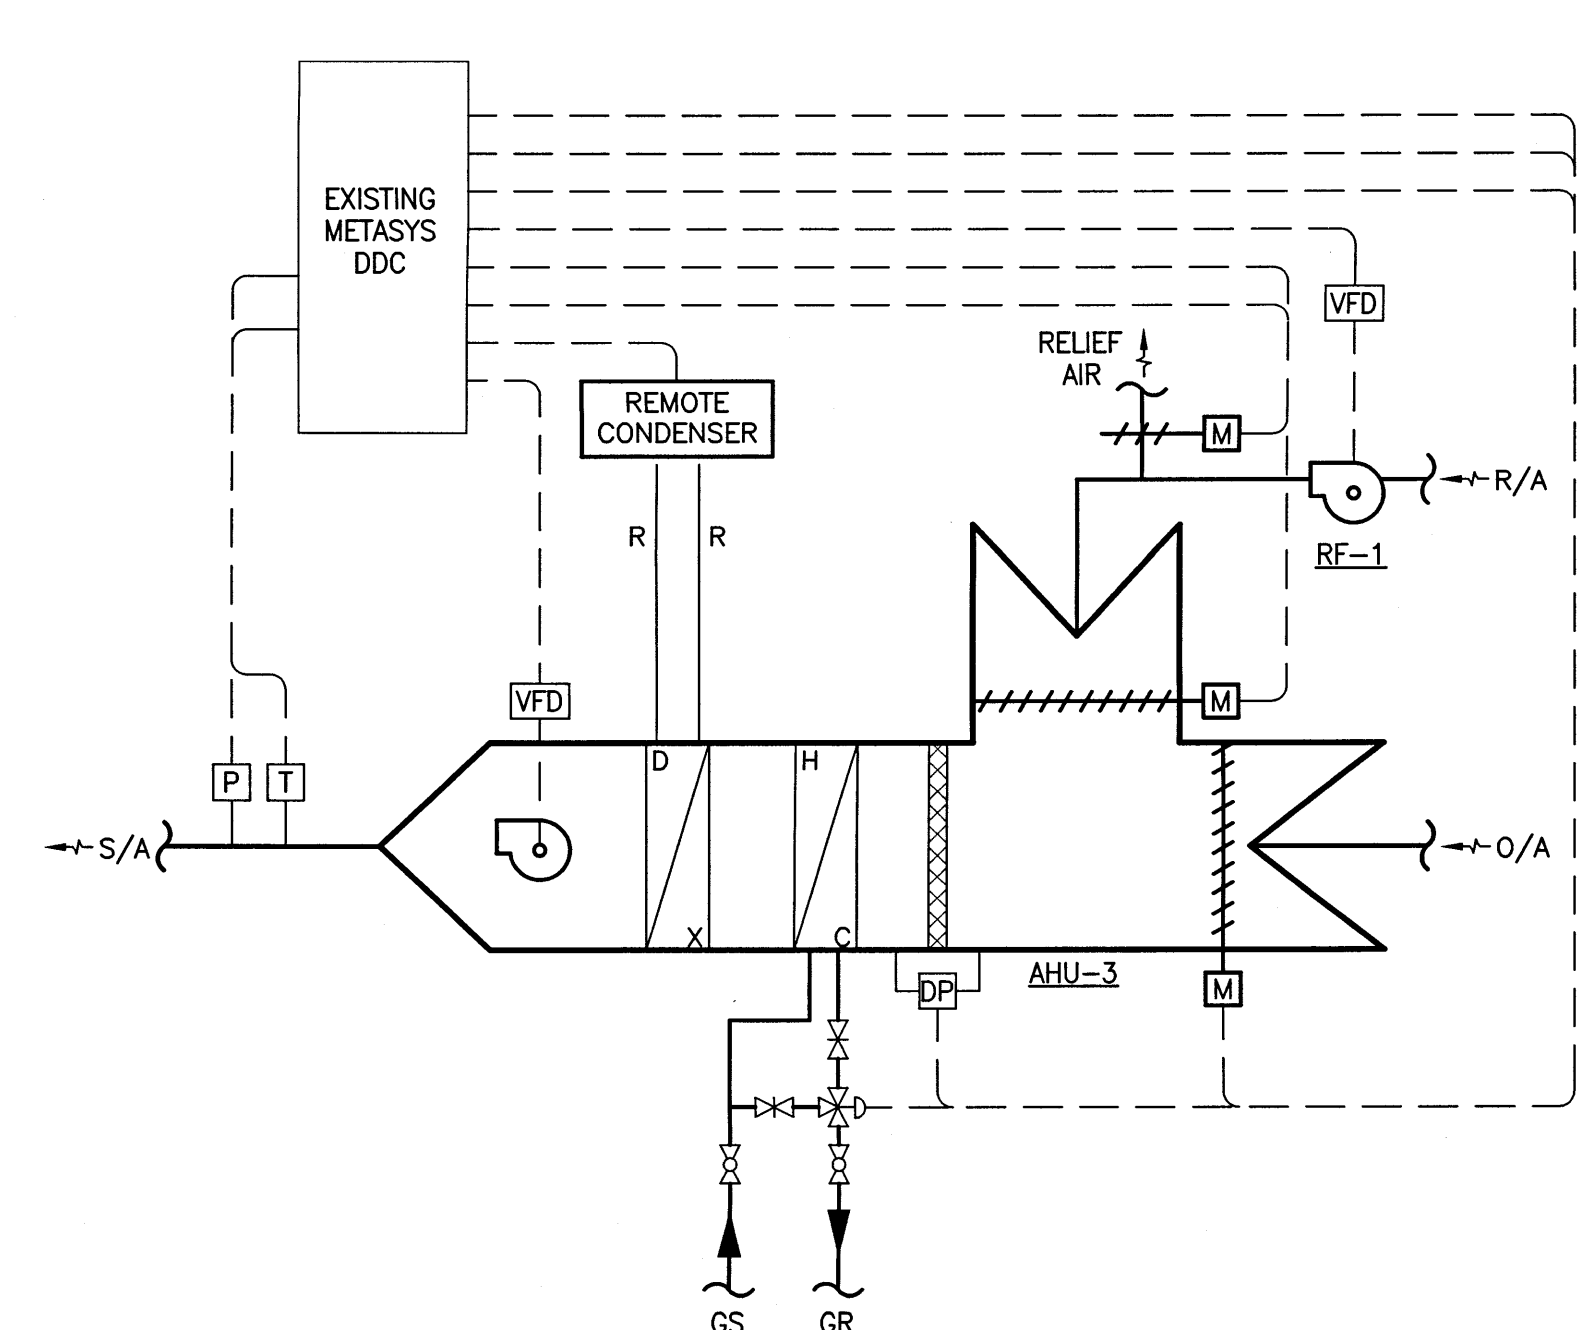 EXISTING
METASYS
DDC
VFD
RELIEF
AIR
REMOTE
CONDENSER
M
R/A
R
R
RF-1
VFD
M
D
H
P
T
S/A
O/A
X
C
AHU-3
DP
M
GS
GR